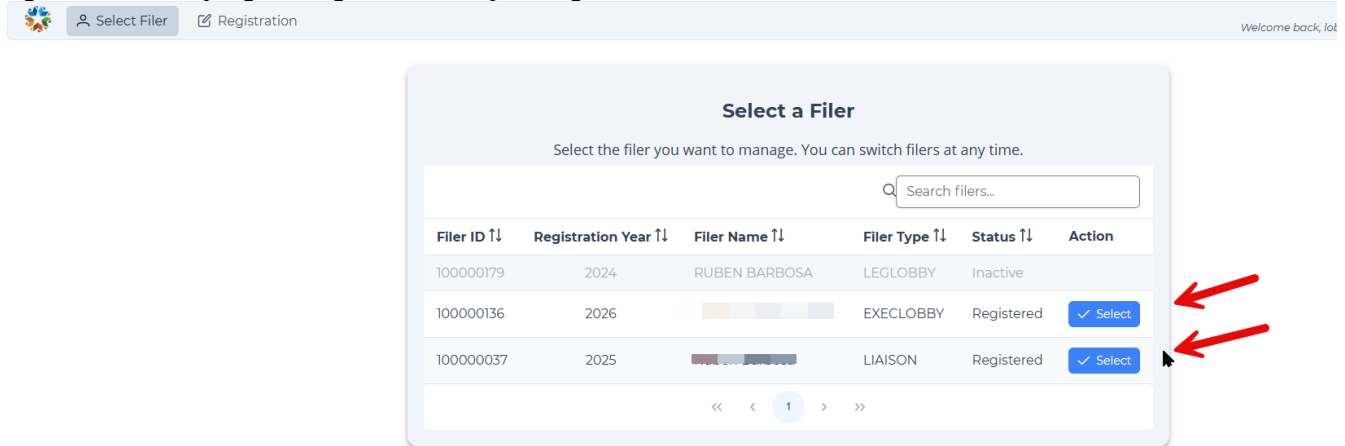 Select Filer Registration
Welcome back, lob
Select a Filer
Select the filer you want to manage. You can switch filers at any time.
Search filers...
Filer ID Registration Year Filer Name Filer Type Status Action
100000179 2024 RUBEN BARBOSA LEGLOBBY Inactive
100000136 2026 EXECLOBBY Registered Select
100000037 2025 LIAISON Registered Select
<< < 1 > >>